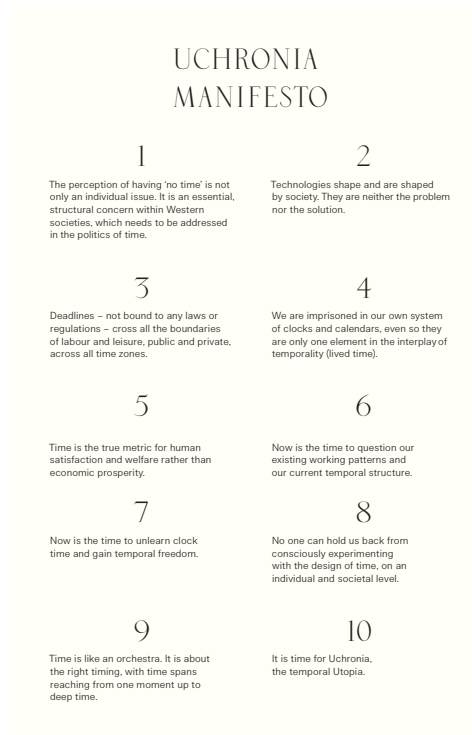 UCHRONIA
MANIFESTO
1
The perception of having ‘no time’ is not
only an individual issue. It is an essential,
structural concern within Western
societies, which needs to be addressed
in the politics of time.
2
Technologies shape and are shaped
by society. They are neither the problem
nor the solution.
3
Deadlines – not bound to any laws or
regulations – cross all the boundaries
of labour and leisure, public and private,
across all time zones.
4
We are imprisoned in our own system
of clocks and calendars, even so they
are only one element in the interplay of
temporality (lived time).
5
Time is the true metric for human
satisfaction and welfare rather than
economic prosperity.
6
Now is the time to question our
existing working patterns and
our current temporal structure.
7
Now is the time to unlearn clock
time and gain temporal freedom.
8
No one can hold us back from
consciously experimenting
with the design of time, on an
individual and societal level.
9
Time is like an orchestra. It is about
the right timing, with time spans
reaching from one moment up to
deep time.
10
It is time for Uchronia,
the temporal Utopia.